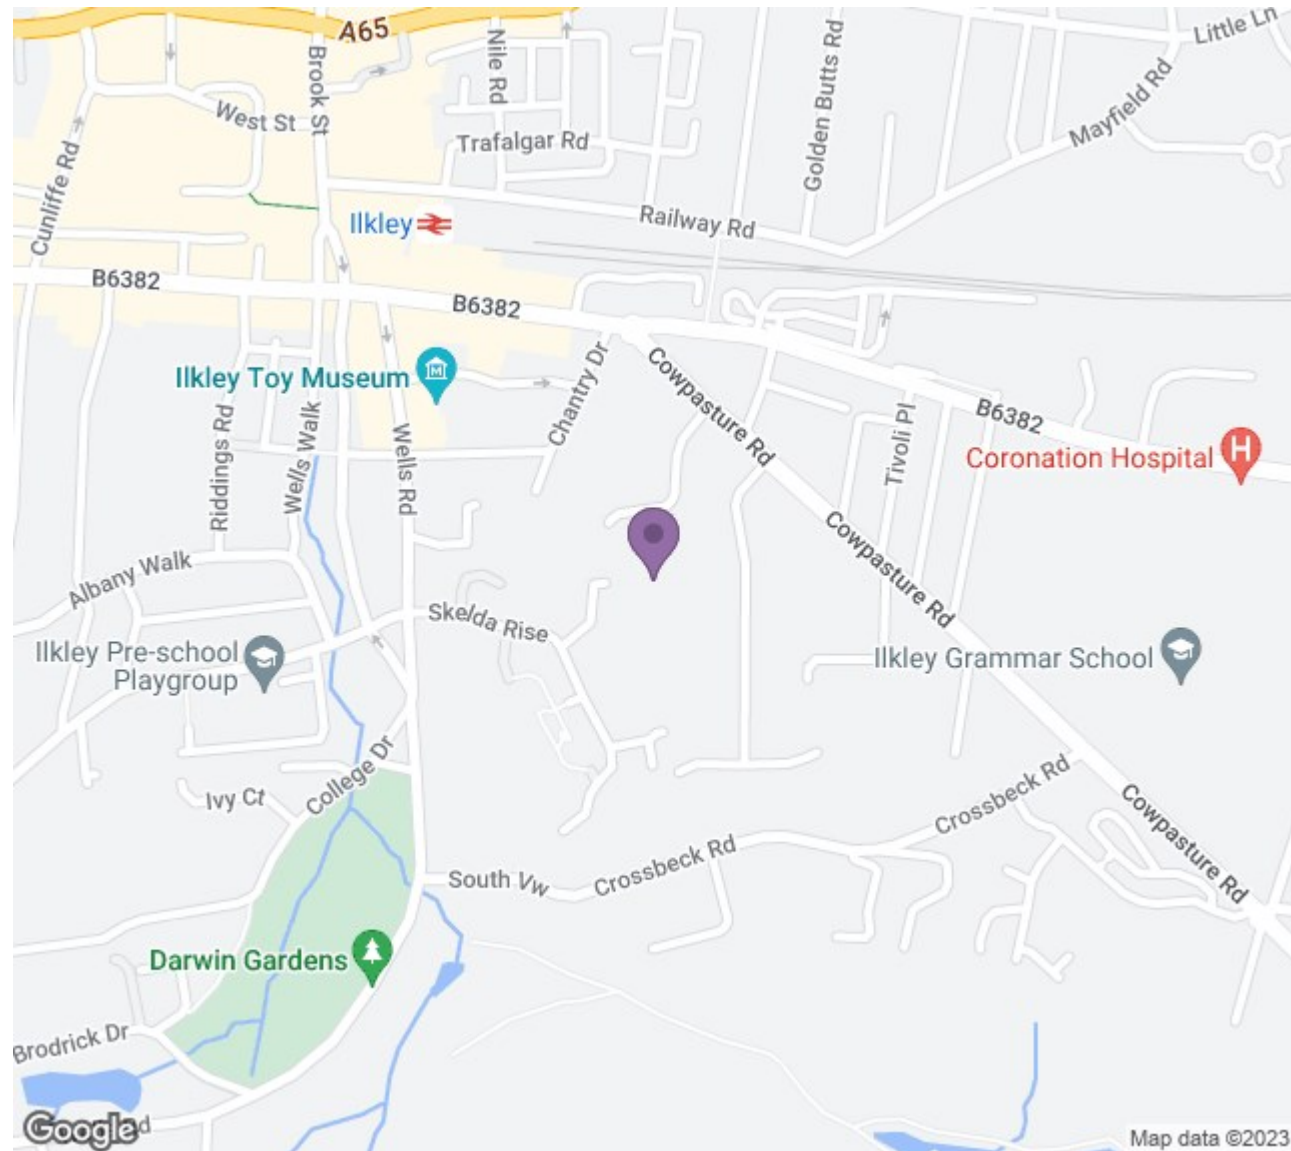 A65
Little Ln
Brook St
Nile Rd
Golden Butts Rd
Mayfield Rd
West St
Trafalgar Rd
Cunliffe Rd
Railway Rd
Ilkley
B6382
B6382
Cowpasture Rd
Chantry Dr
Ilkley Toy Museum
Riddings Rd
Wells Walk
Wells Rd
Tivoli Pl
B6382
Coronation Hospital
Cowpasture Rd
Albany Walk
Skelda Rise
Ilkley Pre-school
Playgroup
Ilkley Grammar School
College Dr
Ivy Ct
Crossbeck Rd
Cowpasture Rd
South Vw
Crossbeck Rd
Darwin Gardens
Brodrick Dr
Google
Map data ©2023